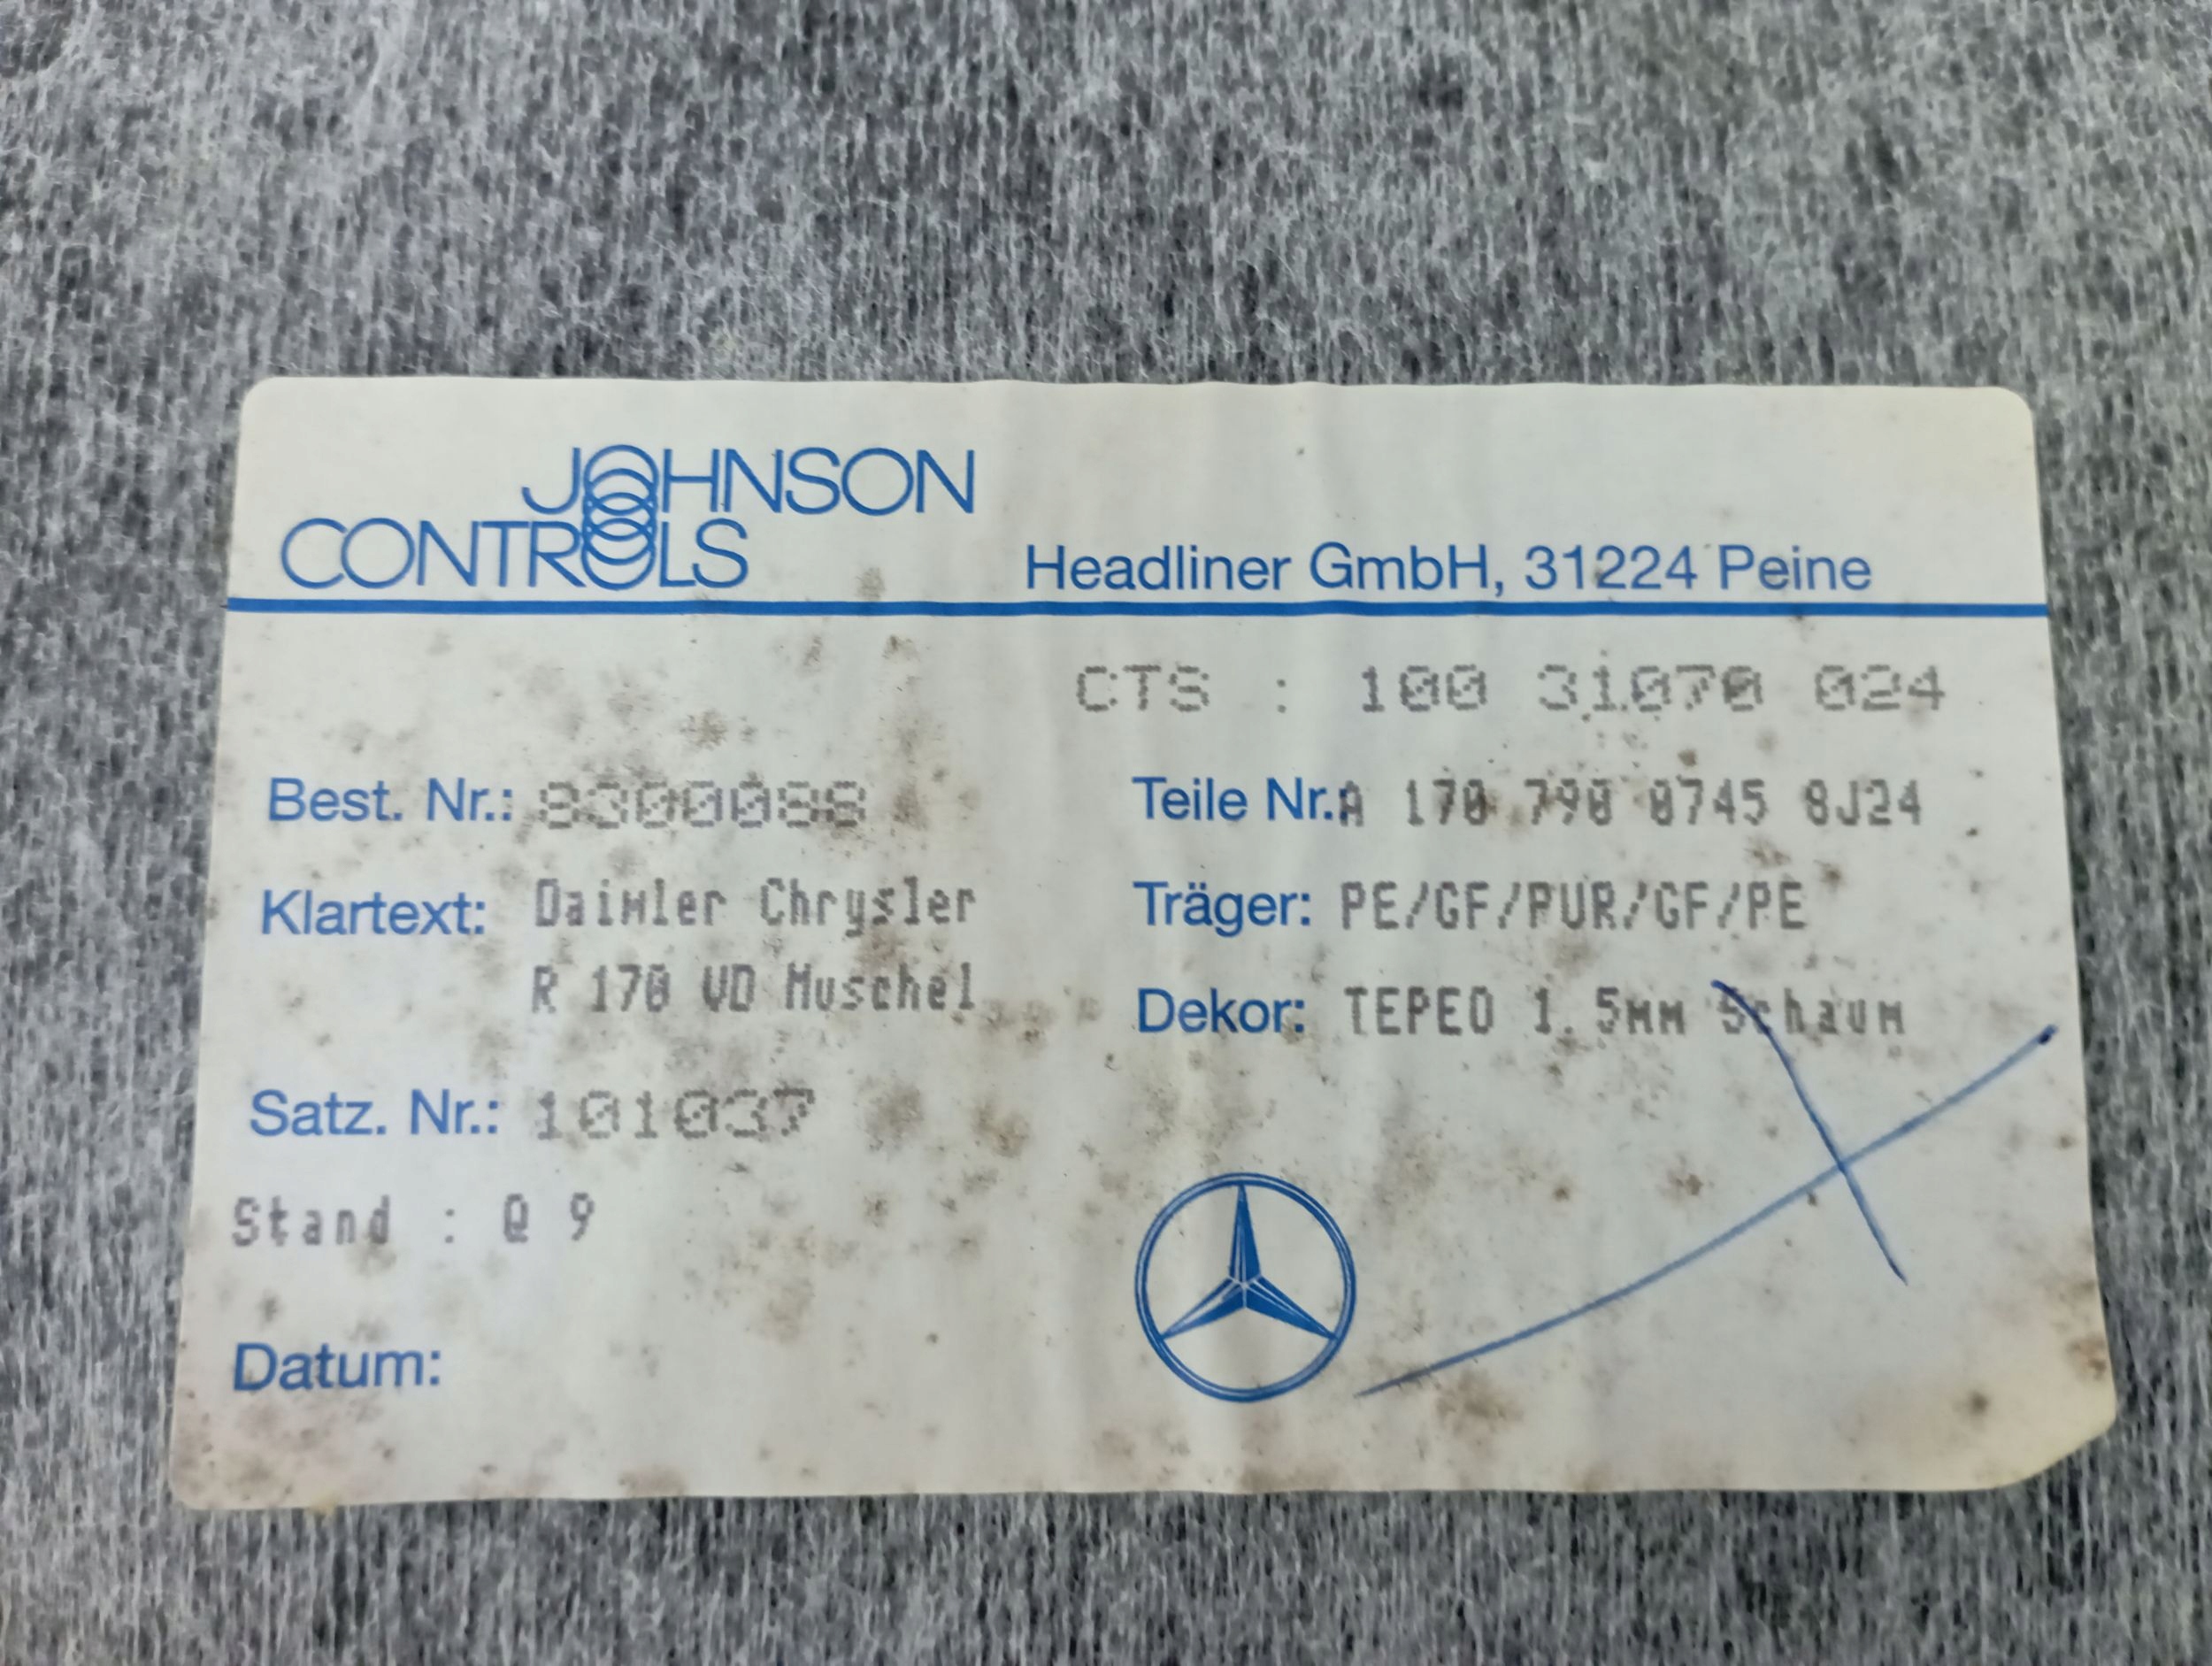 JOHNSON
CONTROLS
Headliner GmbH, 31224 Peine
CTS : 100 31070 024
Best. Nr.: 8300088
Teile Nr.: A 170 790 0745 8J24
Klartext: Daimler Chrysler
R 170 VD Muschel
Träger: PE/GF/PUR/GF/PE
Dekor: TEPEO 1.5mm Schaum
Satz. Nr.: 101037
Stand : Q 9
Datum: